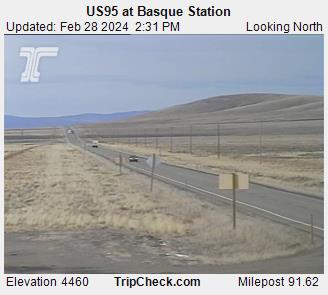 US95 at Basque Station
Updated: Feb 28 2024 2:31 PM Looking North
Elevation 4460 TripCheck.com Milepost 91.62